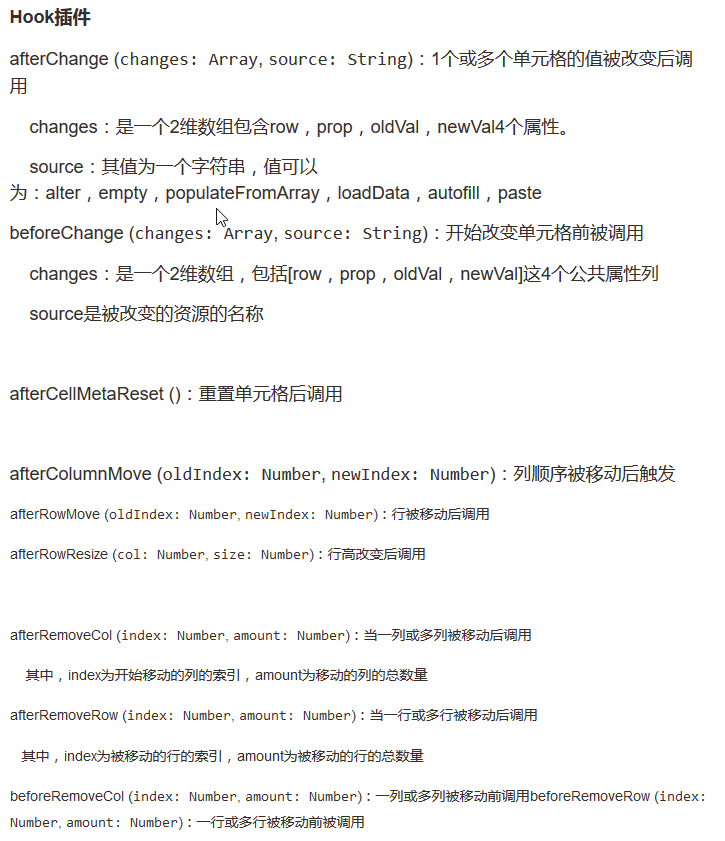 Hook插件
afterChange (changes: Array, source: String)：1个或多个单元格的值被改变后调
用
changes：是一个2维数组包含row，prop，oldVal，newVal4个属性。
source：其值为一个字符串，值可以
为：alter，empty，populateFromArray，loadData，autofill，paste
beforeChange (changes: Array, source: String)：开始改变单元格前被调用
changes：是一个2维数组，包括[row，prop，oldVal，newVal]这4个公共属性列
source是被改变的资源的名称
afterCellMetaReset ()：重置单元格后调用
afterColumnMove (oldIndex: Number, newIndex: Number)：列顺序被移动后触发
afterRowMove (oldIndex: Number, newIndex: Number)：行被移动后调用
afterRowResize (col: Number, size: Number)：行高改变后调用
afterRemoveCol (index: Number, amount: Number)：当一列或多列被移动后调用
其中，index为开始移动的列的索引，amount为移动的列的总数量
afterRemoveRow (index: Number, amount: Number)：当一行或多行被移动后调用
其中，index为被移动的行的索引，amount为被移动的行的总数量
beforeRemoveCol (index: Number, amount: Number)：一列或多列被移动前调用beforeRemoveRow (index:
Number, amount: Number)：一行或多行被移动前被调用